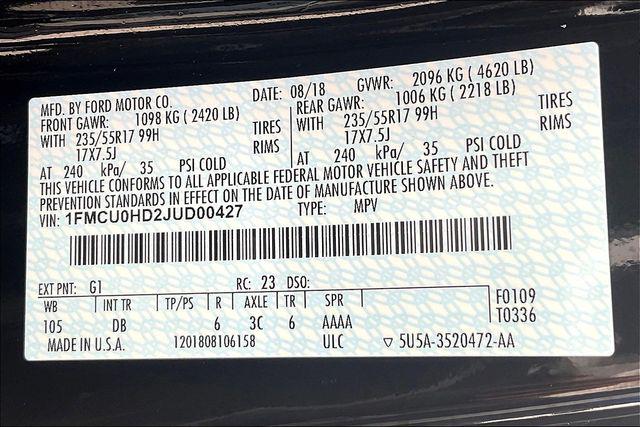 MFD. BY FORD MOTOR CO. DATE: 08/18 GVWR: 2096 KG ( 4620 LB)
FRONT GAWR: 1098 KG ( 2420 LB) REAR GAWR: 1006 KG ( 2218 LB)
WITH 235/55R17 99H TIRES WITH 235/55R17 99H TIRES
17X7.5J RIMS 17X7.5J RIMS
AT 240 kPa/ 35 PSI COLD AT 240 kPa/ 35 PSI COLD
THIS VEHICLE CONFORMS TO ALL APPLICABLE FEDERAL MOTOR VEHICLE SAFETY AND THEFT
PREVENTION STANDARDS IN EFFECT ON THE DATE OF MANUFACTURE SHOWN ABOVE.
VIN: 1FMCU0HD2JUD00427 TYPE: MPV
EXT PNT: G1 RC: 23 DSO:
WB INT TR TP/PS R AXLE TR SPR F0109
105 DB 6 3C 6 AAAA T0336
MADE IN U.S.A. 1201808106158 ULC ▽ 5U5A-3520472-AA